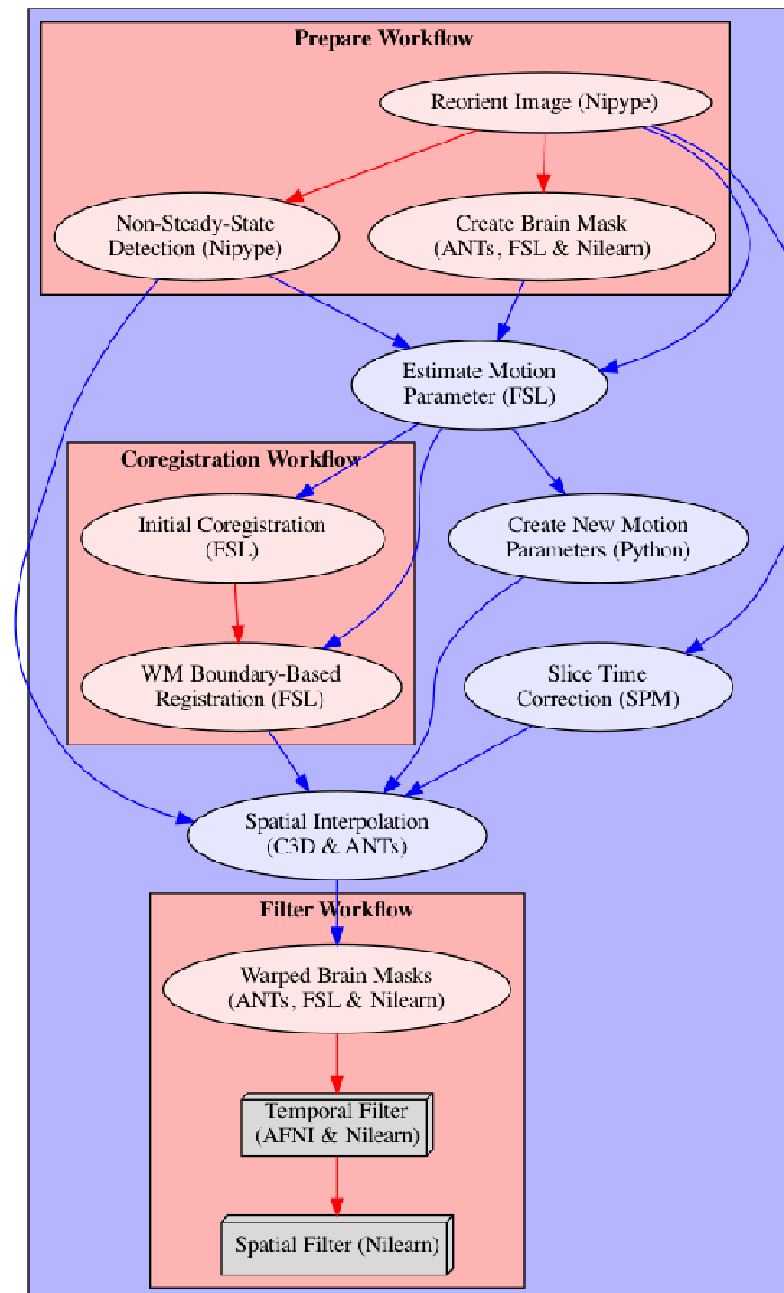 Prepare Workflow
Reorient Image (Nipype)
Non-Steady-State
Detection (Nipype)
Create Brain Mask
(ANTs, FSL & Nilearn)
Estimate Motion
Parameter (FSL)
Coregistration Workflow
Initial Coregistration
(FSL)
Create New Motion
Parameters (Python)
WM Boundary-Based
Registration (FSL)
Slice Time
Correction (SPM)
Spatial Interpolation
(C3D & ANTs)
Filter Workflow
Warped Brain Masks
(ANTs, FSL & Nilearn)
Temporal Filter
(AFNI & Nilearn)
Spatial Filter (Nilearn)